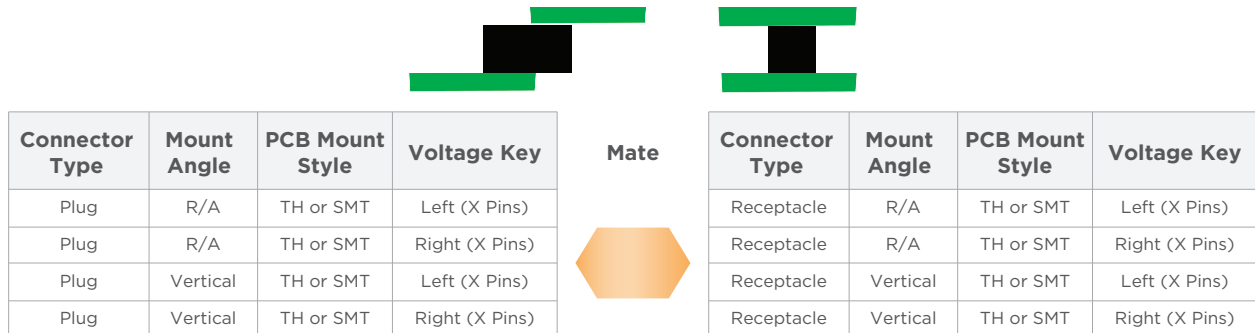 Connector Type Mount Angle PCB Mount Style Voltage Key Mate Connector Type Mount Angle PCB Mount Style Voltage Key
Plug R/A TH or SMT Left (X Pins) Receptacle R/A TH or SMT Left (X Pins)
Plug R/A TH or SMT Right (X Pins) Receptacle R/A TH or SMT Right (X Pins)
Plug Vertical TH or SMT Left (X Pins) Receptacle Vertical TH or SMT Left (X Pins)
Plug Vertical TH or SMT Right (X Pins) Receptacle Vertical TH or SMT Right (X Pins)